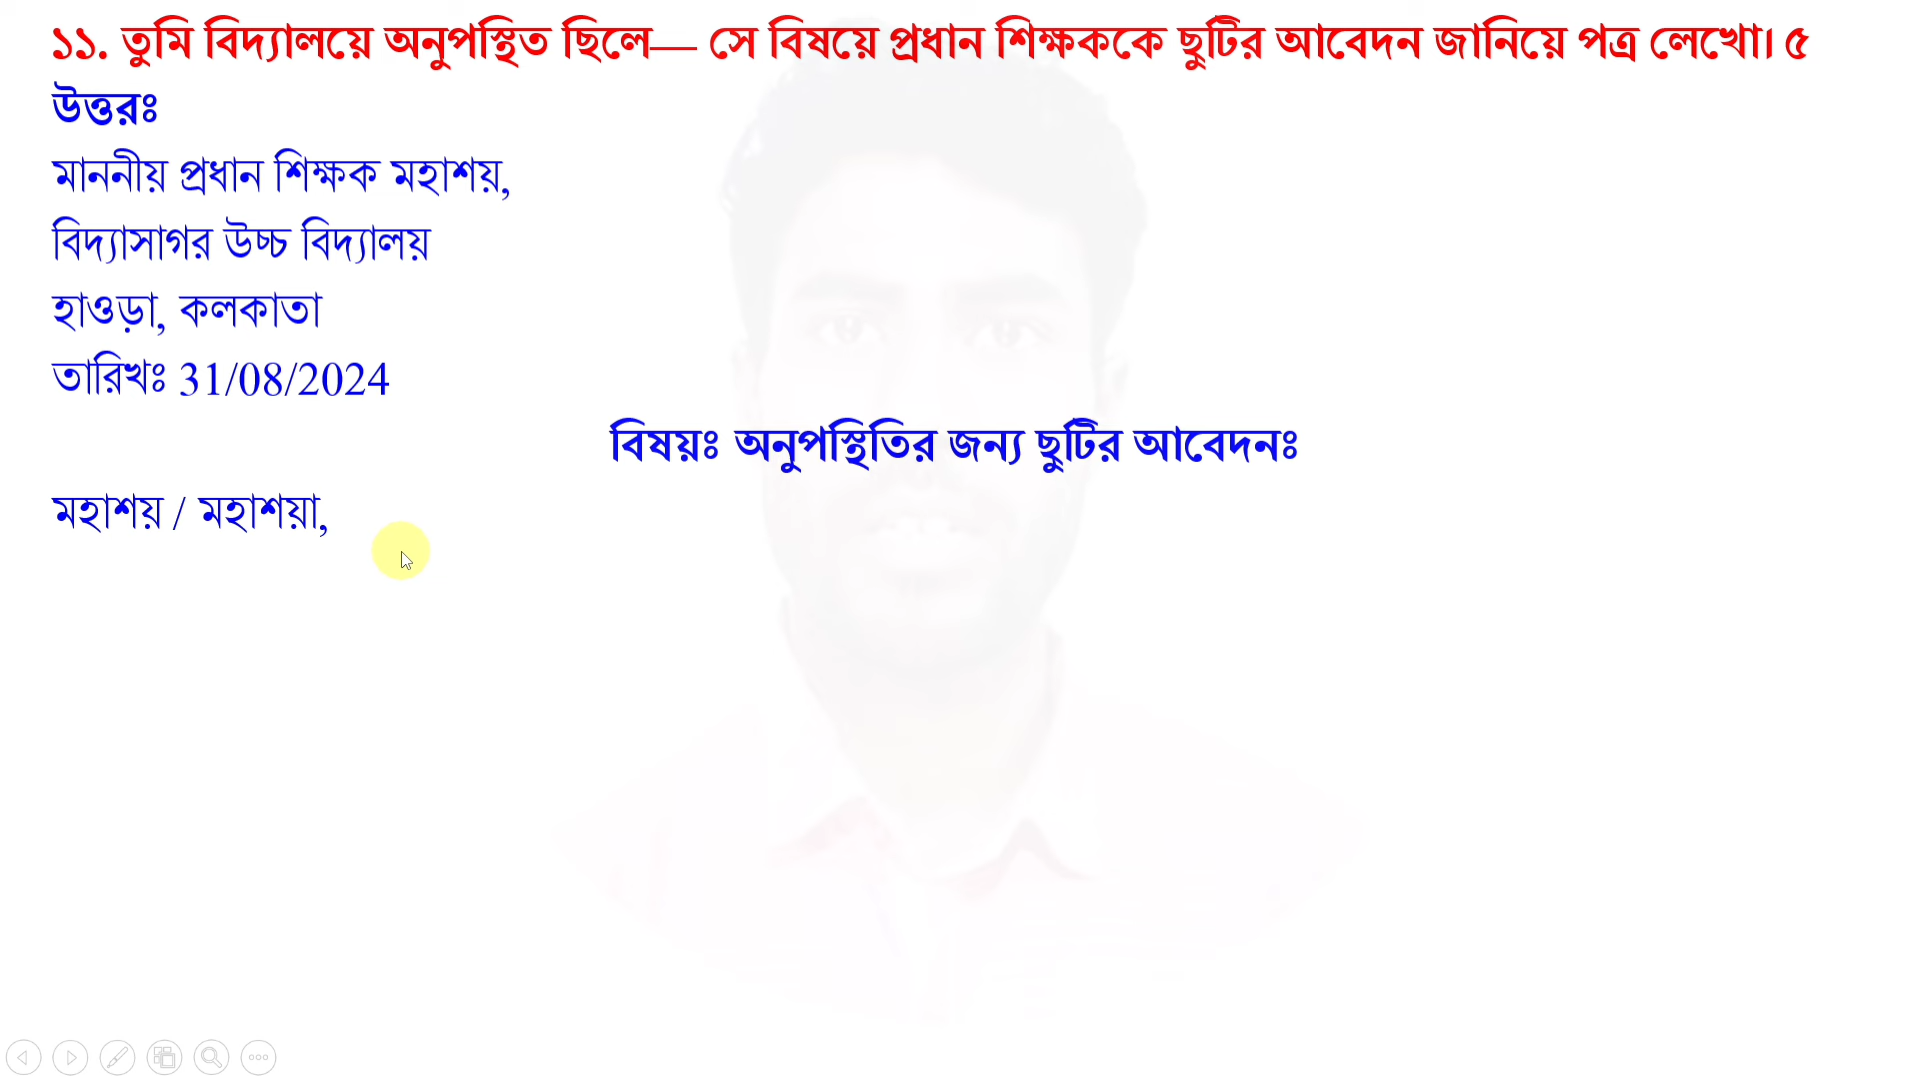 ১১. তুমি বিদ্যালয়ে অনুপস্থিত ছিলে— সে বিষয়ে প্রধান শিক্ষককে ছুটির আবেদন জানিয়ে পত্র লেখো। ৫
উত্তরঃ
মাননীয় প্রধান শিক্ষক মহাশয়,
বিদ্যাসাগর উচ্চ বিদ্যালয়
হাওড়া, কলকাতা
তারিখঃ 31/08/2024
বিষয়ঃ অনুপস্থিতির জন্য ছুটির আবেদনঃ
মহাশয় / মহাশয়া,